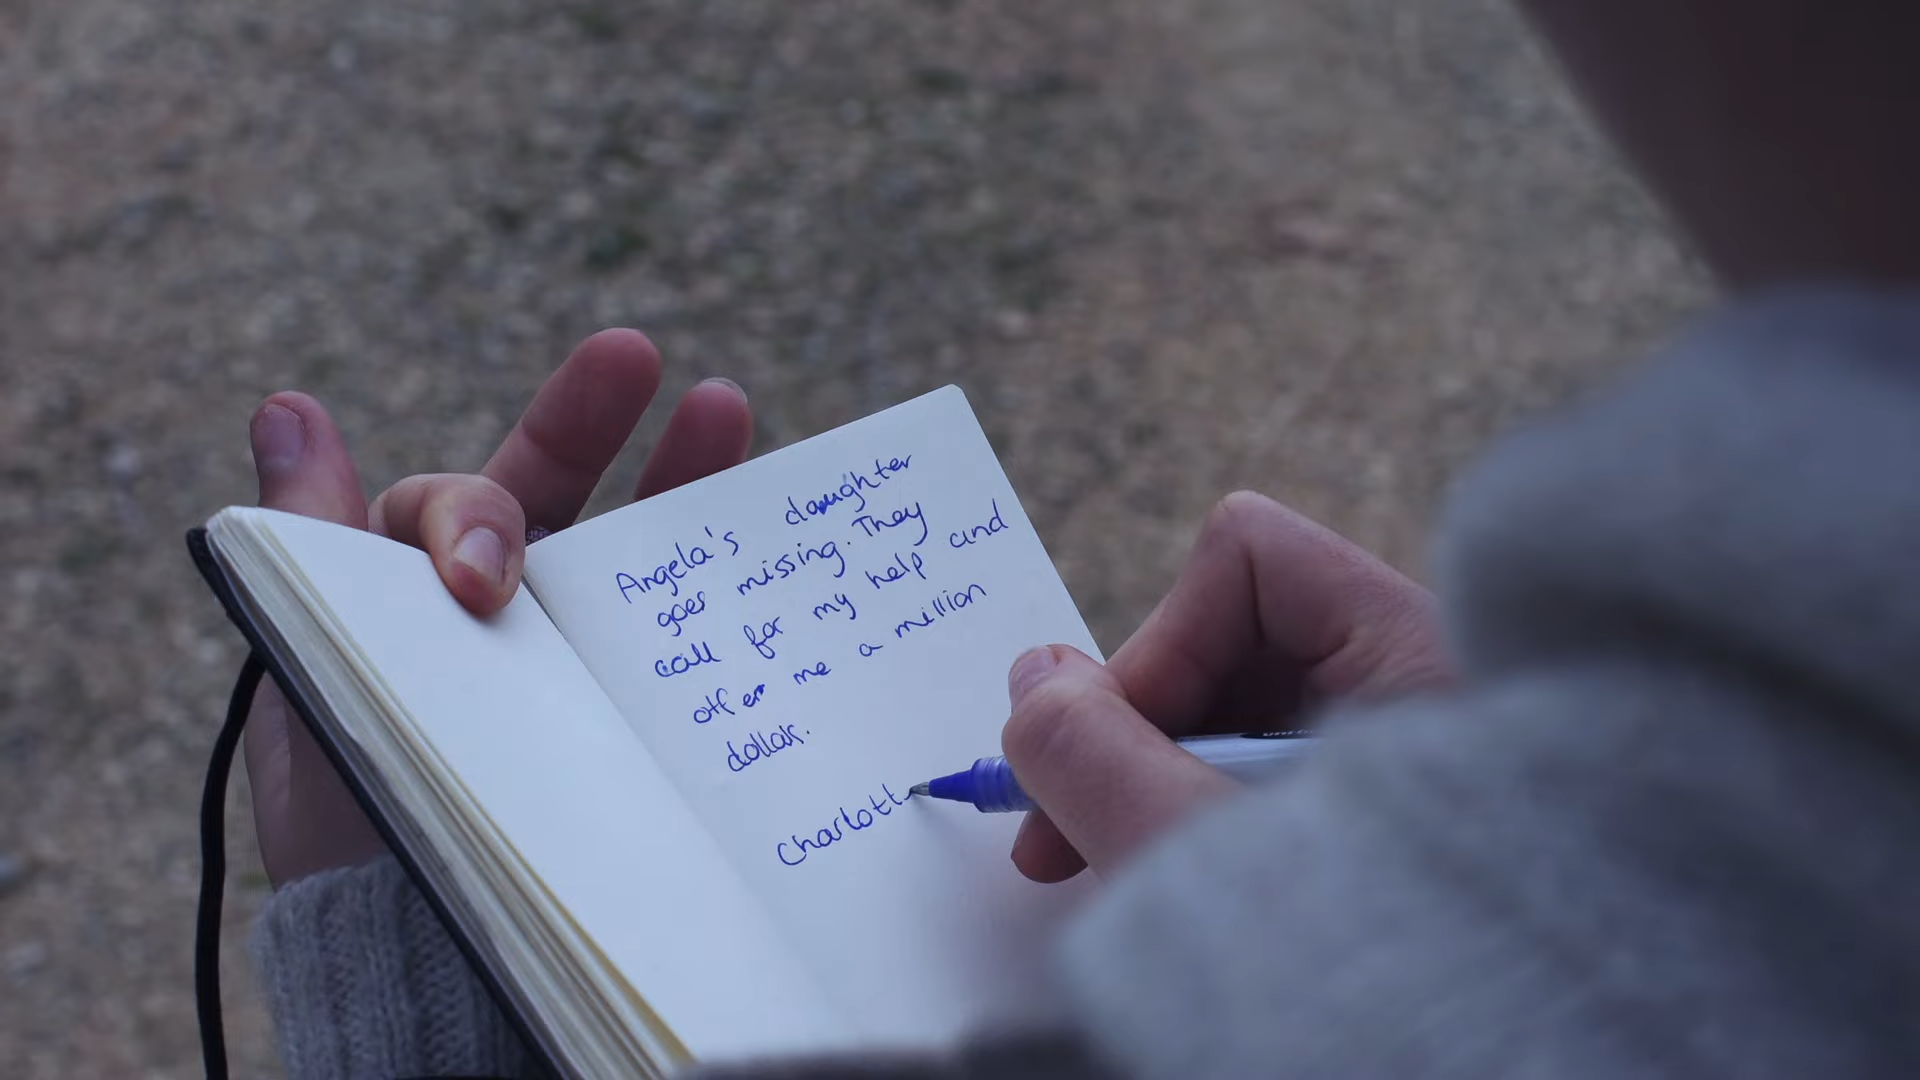 Angela's daughter
goes missing. They
call for my help and
offer me a million
dollars.
Charlott